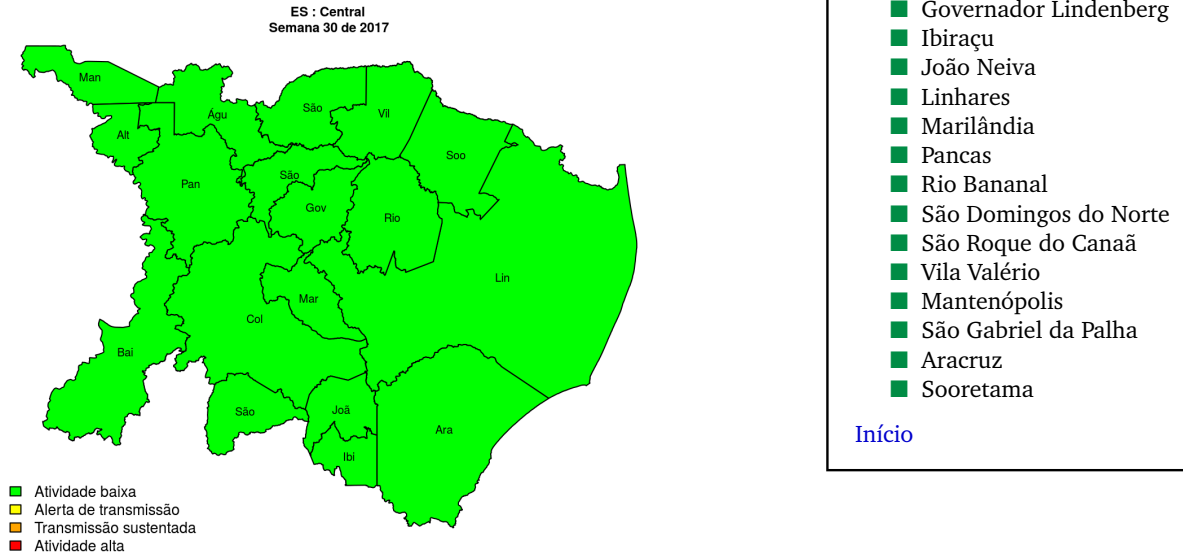 ES : Central
Semana 30 de 2017
Man
Águ
São
Vil
Alt
Soo
Pan
São
Gov
Rio
Lin
Mar
Col
Bai
São
Joã
Ara
Ibi
Atividade baixa
Alerta de transmissão
Transmissão sustentada
Atividade alta
Governador Lindenberg
Ibiraçu
João Neiva
Linhares
Marilândia
Pancas
Rio Bananal
São Domingos do Norte
São Roque do Canaã
Vila Valério
Mantenópolis
São Gabriel da Palha
Aracruz
Sooretama
Início